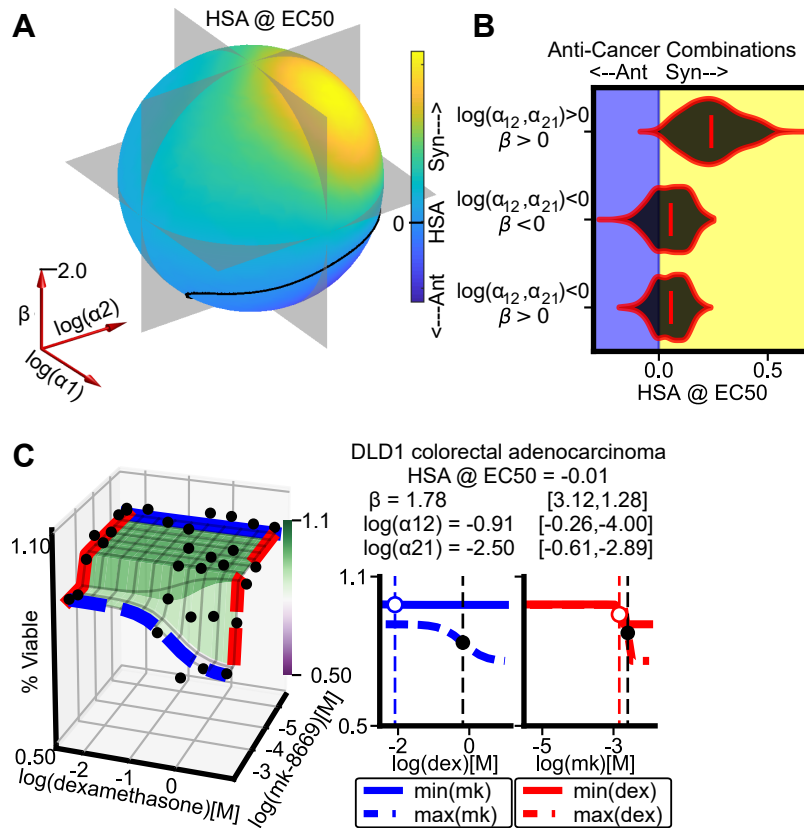 A
HSA @ EC50
Syn--->
HSA
0
<---Ant
2.0
β
log(α2)
log(α1)
B
Anti-Cancer Combinations
<--Ant Syn-->
log(α12,α21)>0
β > 0
log(α12,α21)<0
β < 0
log(α12,α21)<0
β > 0
0.0 0.5
HSA @ EC50
C
1.10
% Viable
0.50
-2 -1 0
log(dexamethasone)[M]
-5
-4
-3
log(mk-8669)[M]
1.1
0.50
DLD1 colorectal adenocarcinoma
HSA @ EC50 = -0.01
β = 1.78 [3.12,1.28]
log(α12) = -0.91 [-0.26,-4.00]
log(α21) = -2.50 [-0.61,-2.89]
1.1
0.5
-2 0
log(dex)[M]
-5 -3
log(mk)[M]
min(mk)
max(mk)
min(dex)
max(dex)